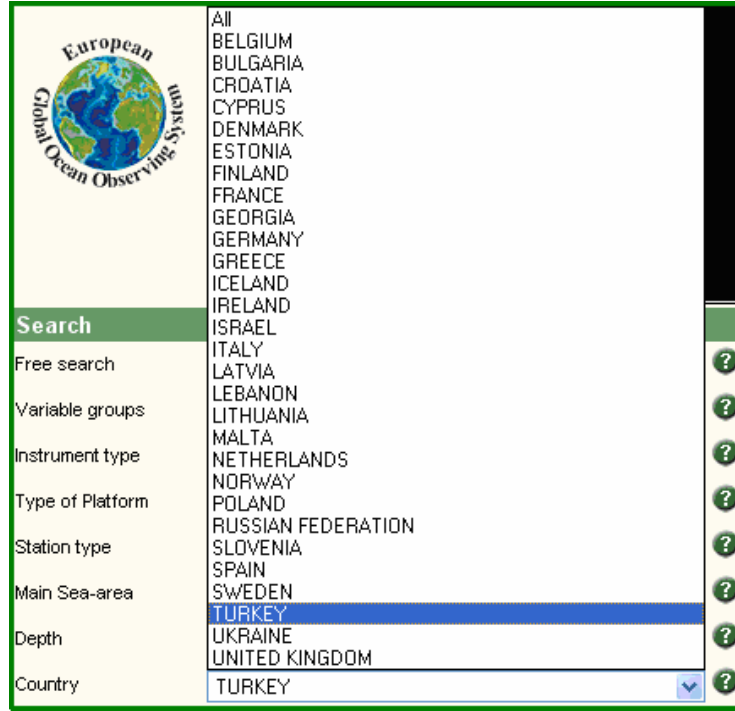 European
Global Ocean Observing System
All
BELGIUM
BULGARIA
CROATIA
CYPRUS
DENMARK
ESTONIA
FINLAND
FRANCE
GEORGIA
GERMANY
GREECE
ICELAND
IRELAND
ISRAEL
ITALY
LATVIA
LEBANON
LITHUANIA
MALTA
NETHERLANDS
NORWAY
POLAND
RUSSIAN FEDERATION
SLOVENIA
SPAIN
SWEDEN
TURKEY
UKRAINE
UNITED KINGDOM
Search
Free search ?
Variable groups ?
Instrument type ?
Type of Platform ?
Station type ?
Main Sea-area ?
Depth ?
Country TURKEY ?